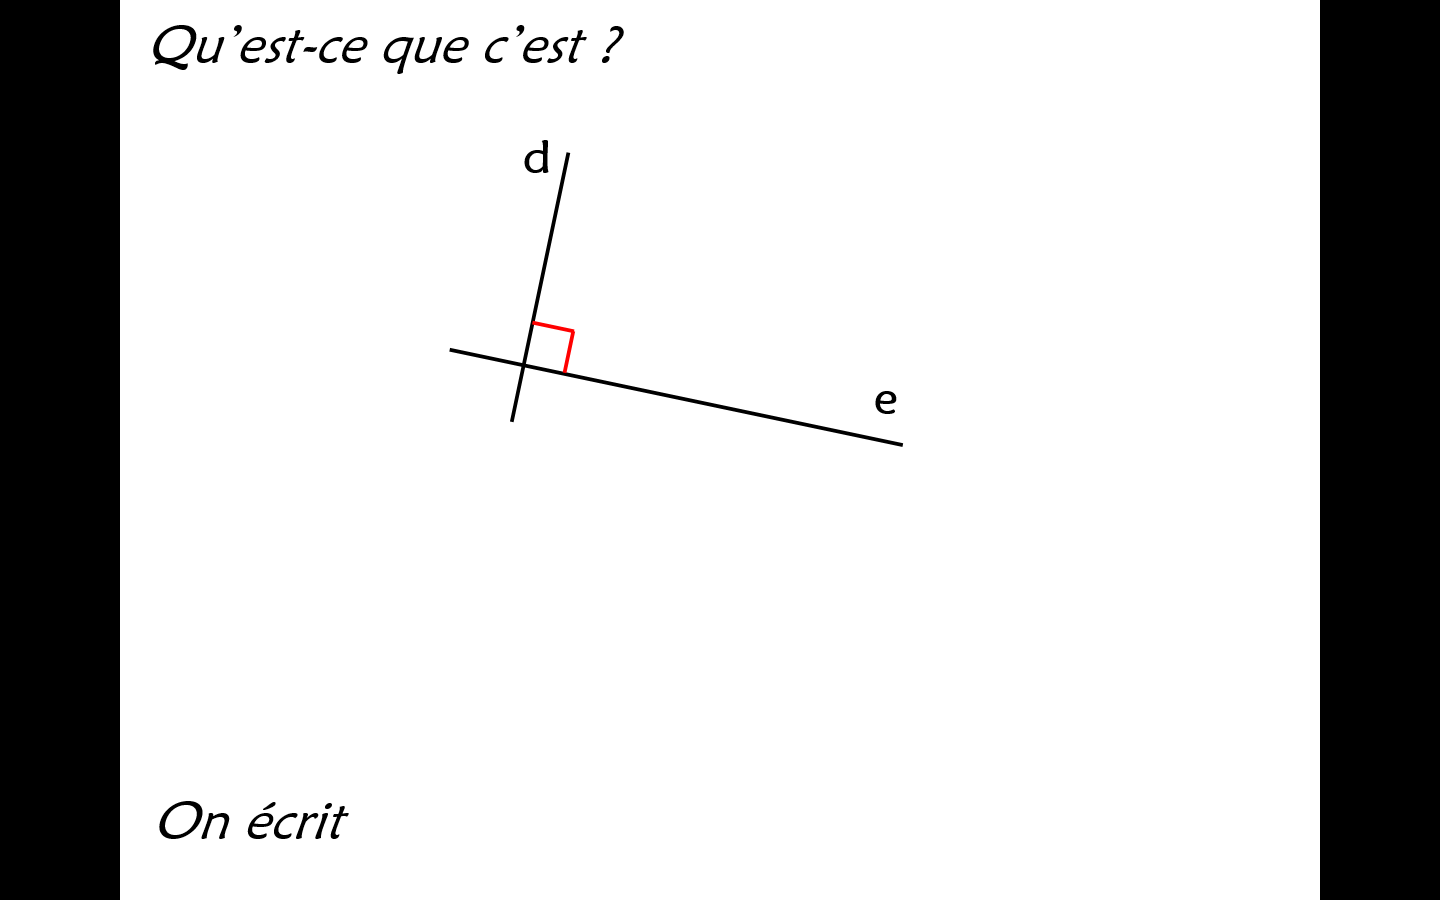 Qu’est-ce que c’est ?
d
e
On écrit